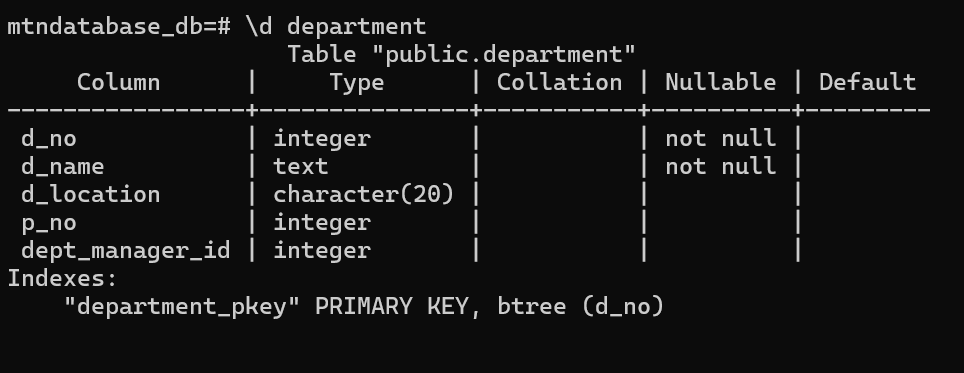 mtndatabase_db=# \d department
                    Table "public.department"
     Column      |     Type      | Collation | Nullable | Default
-----------------+---------------+-----------+----------+---------
 d_no            | integer       |           | not null |
 d_name          | text          |           | not null |
 d_location      | character(20) |           |          |
 p_no            | integer       |           |          |
 dept_manager_id | integer       |           |          |
Indexes:
    "department_pkey" PRIMARY KEY, btree (d_no)